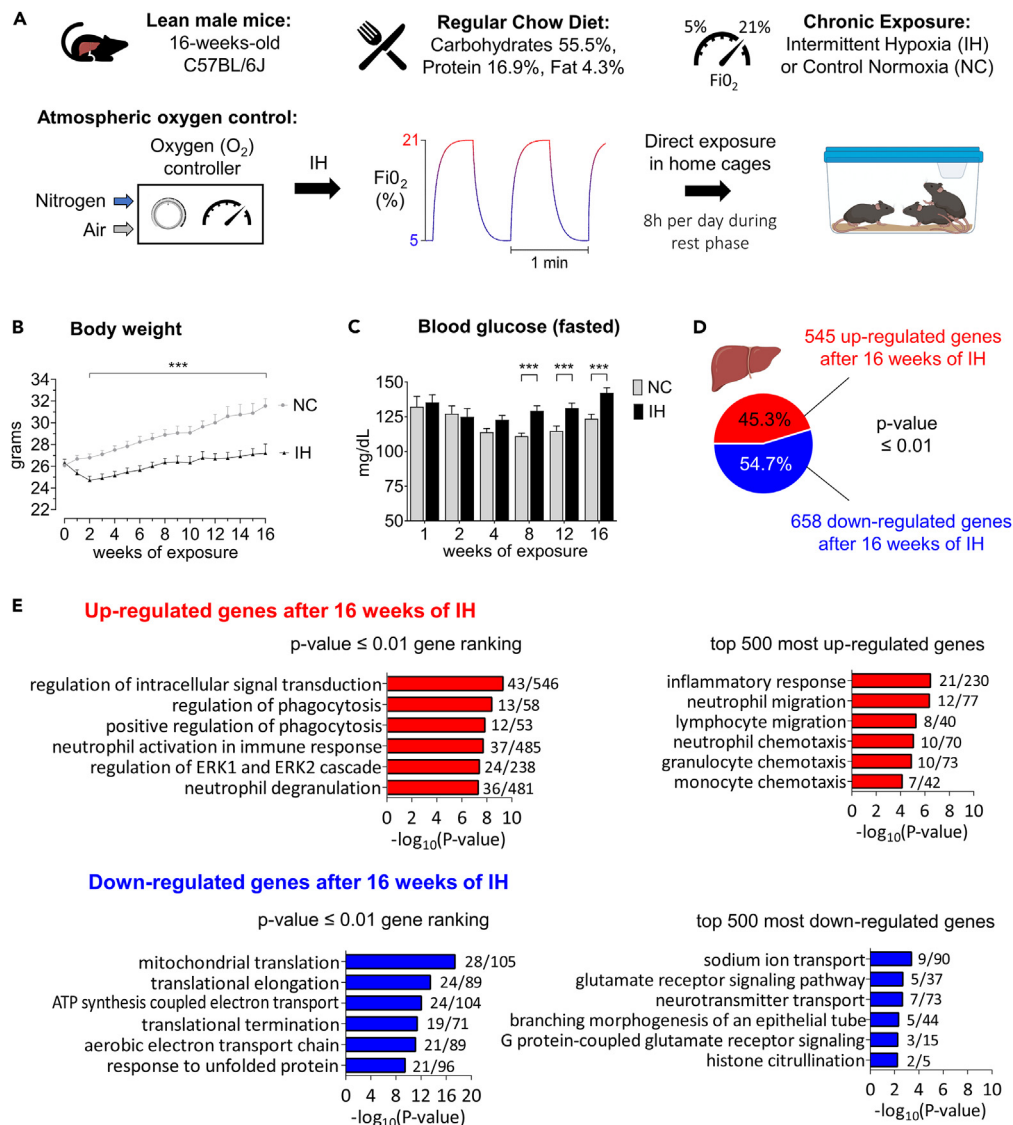 A
Lean male mice:
16-weeks-old
C57BL/6J
Regular Chow Diet:
Carbohydrates 55.5%,
Protein 16.9%, Fat 4.3%
5%
21%
Fi0₂
Chronic Exposure:
Intermittent Hypoxia (IH)
or Control Normoxia (NC)
Atmospheric oxygen control:
Oxygen (O₂)
controller
Nitrogen
Air
IH
Fi0₂
(%)
21
5
1 min
Direct exposure
in home cages
8h per day during
rest phase
B
Body weight
***
grams
34
32
30
28
26
24
22
NC
IH
0 2 4 6 8 10 12 14 16
weeks of exposure
C
Blood glucose (fasted)
*** *** ***
NC
IH
mg/dL
150
125
100
75
50
1 2 4 8 12 16
weeks of exposure
D
545 up-regulated genes
after 16 weeks of IH
45.3%
54.7%
p-value
≤ 0.01
658 down-regulated genes
after 16 weeks of IH
E
Up-regulated genes after 16 weeks of IH
p-value ≤ 0.01 gene ranking
regulation of intracellular signal transduction 43/546
regulation of phagocytosis 13/58
positive regulation of phagocytosis 12/53
neutrophil activation in immune response 37/485
regulation of ERK1 and ERK2 cascade 24/238
neutrophil degranulation 36/481
0 2 4 6 8 10
-log₁₀(P-value)
top 500 most up-regulated genes
inflammatory response 21/230
neutrophil migration 12/77
lymphocyte migration 8/40
neutrophil chemotaxis 10/70
granulocyte chemotaxis 10/73
monocyte chemotaxis 7/42
0 2 4 6 8 10
-log₁₀(P-value)
Down-regulated genes after 16 weeks of IH
p-value ≤ 0.01 gene ranking
mitochondrial translation 28/105
translational elongation 24/89
ATP synthesis coupled electron transport 24/104
translational termination 19/71
aerobic electron transport chain 21/89
response to unfolded protein 21/96
0 4 8 12 16 20
-log₁₀(P-value)
top 500 most down-regulated genes
sodium ion transport 9/90
glutamate receptor signaling pathway 5/37
neurotransmitter transport 7/73
branching morphogenesis of an epithelial tube 5/44
G protein-coupled glutamate receptor signaling 3/15
histone citrullination 2/5
0 2 4 6 8 10
-log₁₀(P-value)